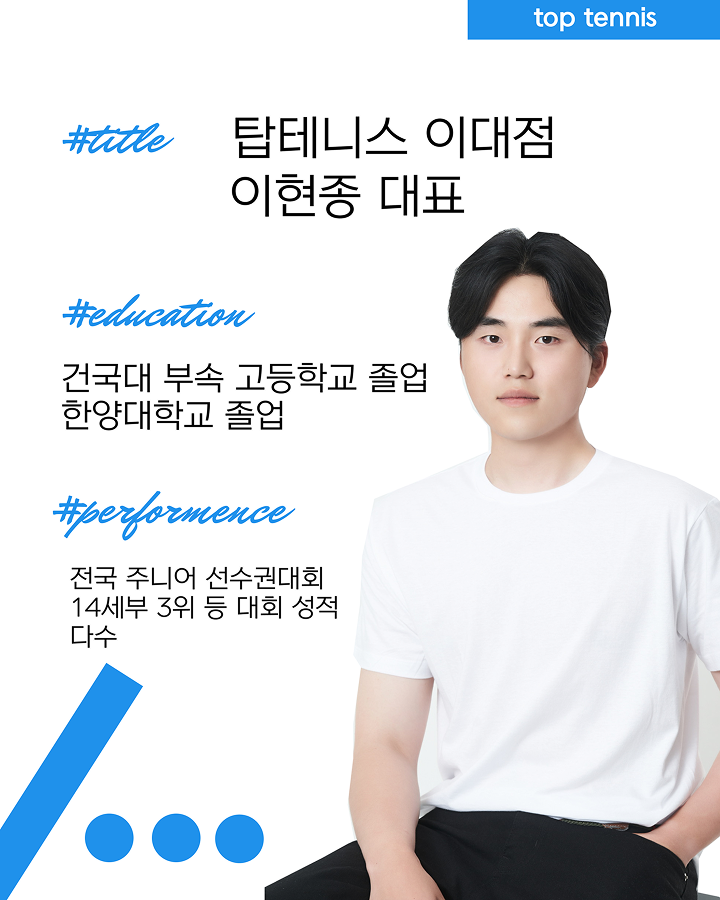 top tennis
#title
탑테니스 이대점
이현종 대표
#education
건국대 부속 고등학교 졸업
한양대학교 졸업
#performence
전국 주니어 선수권대회
14세부 3위 등 대회 성적
다수